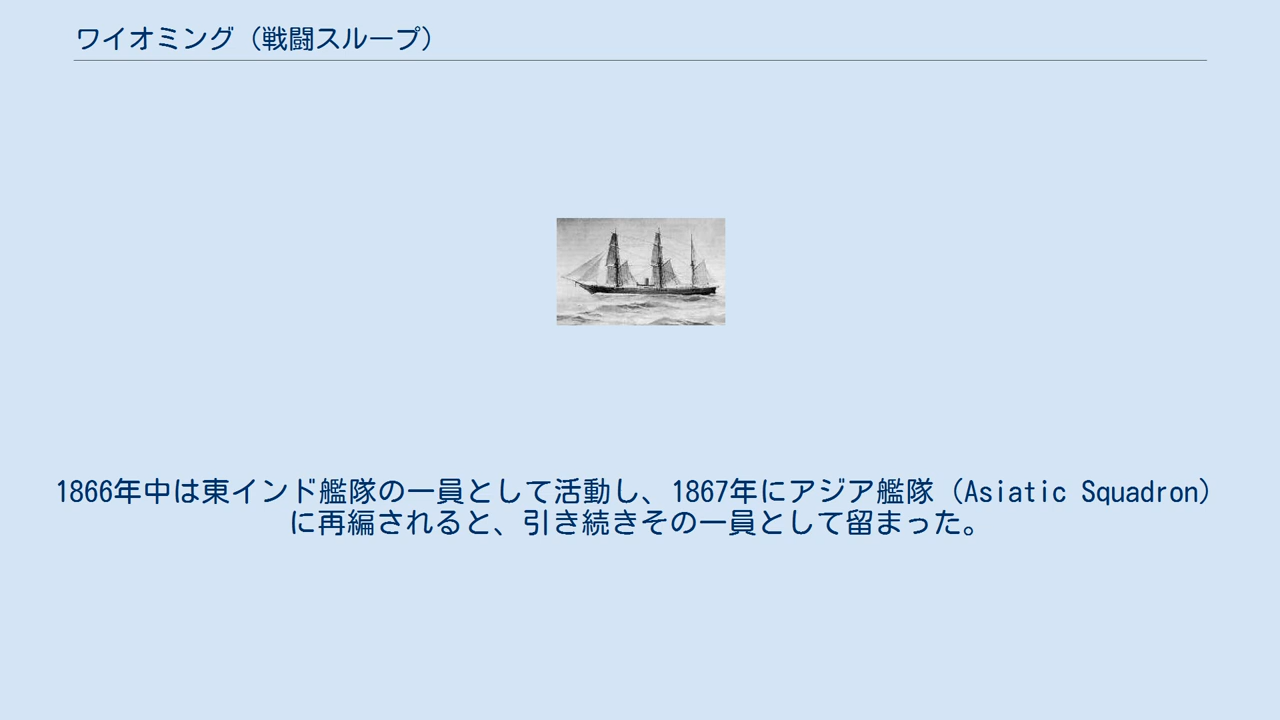 ワイオミング（戦闘スループ）
1866年中は東インド艦隊の一員として活動し、1867年にアジア艦隊（Asiatic Squadron）
に再編されると、引き続きその一員として留まった。